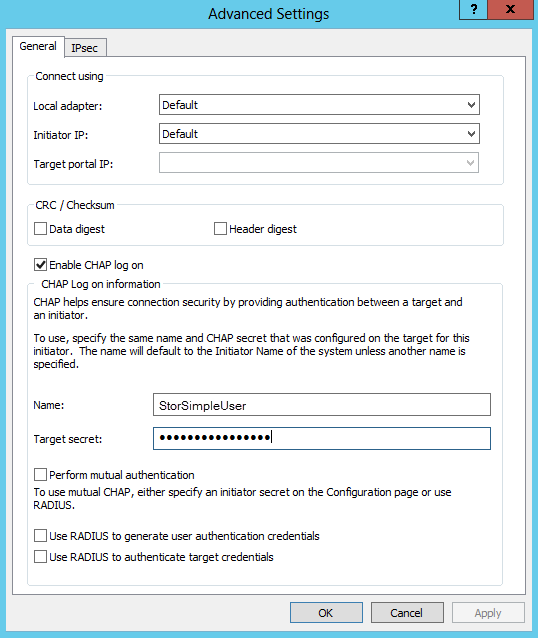 Advanced Settings
?
x
General
IPsec
Connect using
Local adapter:
Default
Initiator IP:
Default
Target portal IP:
CRC / Checksum
Data digest
Header digest
Enable CHAP log on
CHAP Log on information
CHAP helps ensure connection security by providing authentication between a target and
an initiator.
To use, specify the same name and CHAP secret that was configured on the target for this
initiator.  The name will default to the Initiator Name of the system unless another name is
specified.
Name:
StorSimpleUser
Target secret:
••••••••••••••••
Perform mutual authentication
To use mutual CHAP, either specify an initiator secret on the Configuration page or use
RADIUS.
Use RADIUS to generate user authentication credentials
Use RADIUS to authenticate target credentials
OK
Cancel
Apply